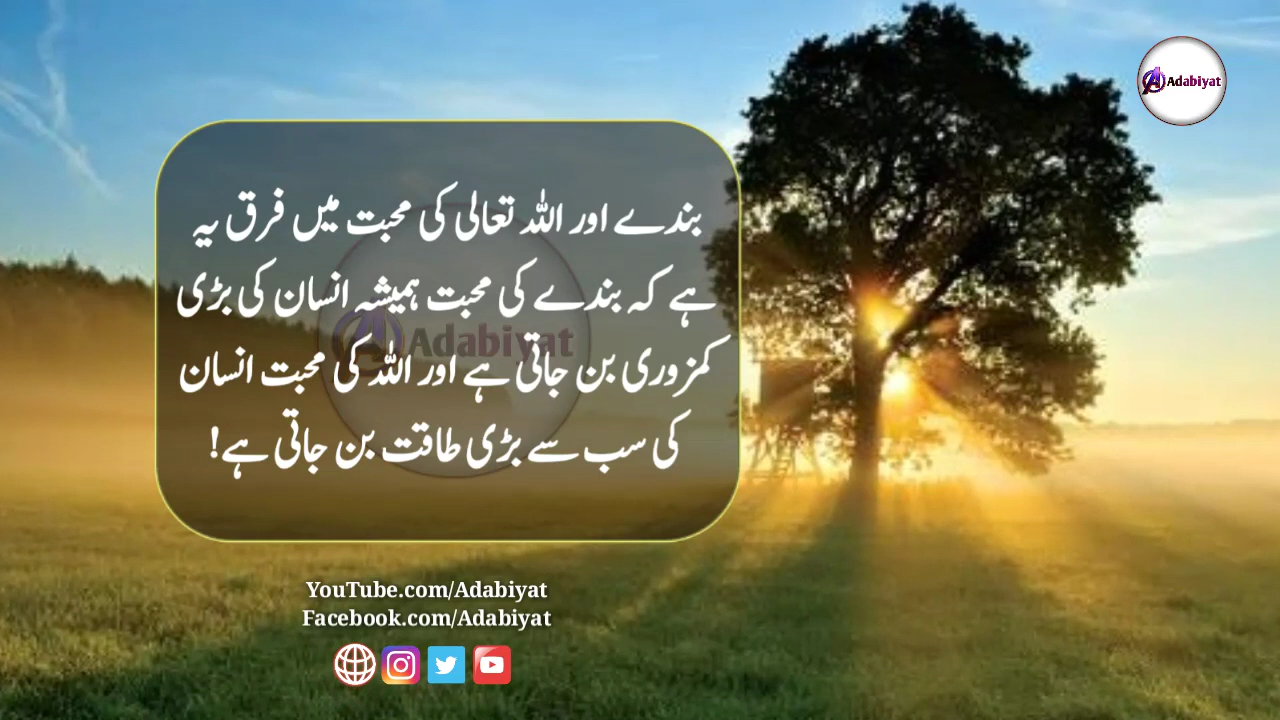 Adabiyat
بندے اور اللہ تعالی کی محبت میں فرق یہ
ہے کہ بندے کی محبت ہمیشہ انسان کی بڑی
کمزوری بن جاتی ہے اور اللہ کی محبت انسان
کی سب سے بڑی طاقت بن جاتی ہے!
Adabiyat
YouTube.com/Adabiyat
Facebook.com/Adabiyat